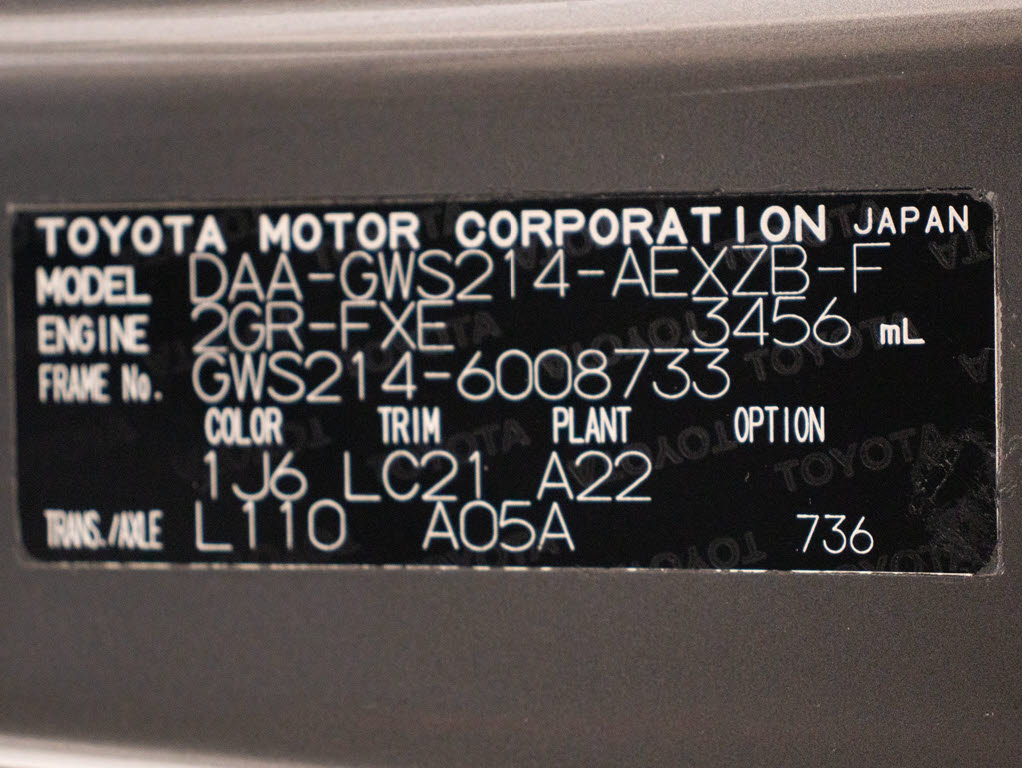 TOYOTA MOTOR CORPORATION JAPAN
MODEL DAA-GWS214-AEXZB-F
ENGINE 2GR-FXE 3456 mL
FRAME No. GWS214-6008733
COLOR TRIM PLANT OPTION
1J6 LC21 A22
TRANS./AXLE L110 A05A 736